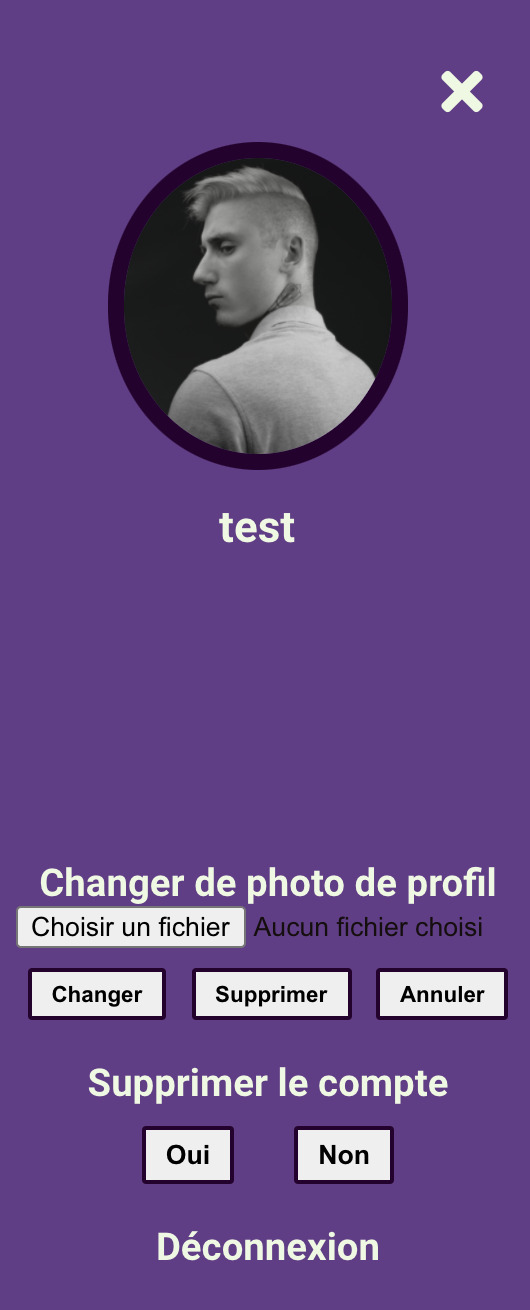 test
Changer de photo de profil
Choisir un fichier Aucun fichier choisi
Changer Supprimer Annuler
Supprimer le compte
Oui Non
Déconnexion